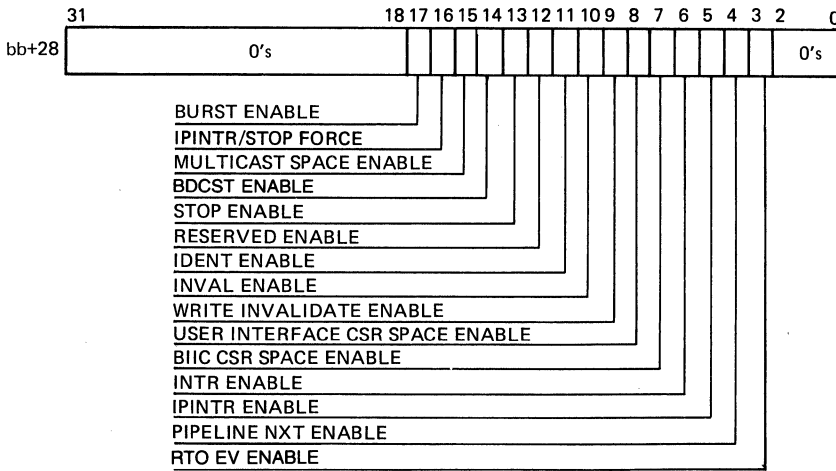 31 18 17 16 15 14 13 12 11 10 9 8 7 6 5 4 3 2 0
bb+28 0's 0's
BURST ENABLE
IPINTR/STOP FORCE
MULTICAST SPACE ENABLE
BDCST ENABLE
STOP ENABLE
RESERVED ENABLE
IDENT ENABLE
INVAL ENABLE
WRITE INVALIDATE ENABLE
USER INTERFACE CSR SPACE ENABLE
BIIC CSR SPACE ENABLE
INTR ENABLE
IPINTR ENABLE
PIPELINE NXT ENABLE
RTO EV ENABLE